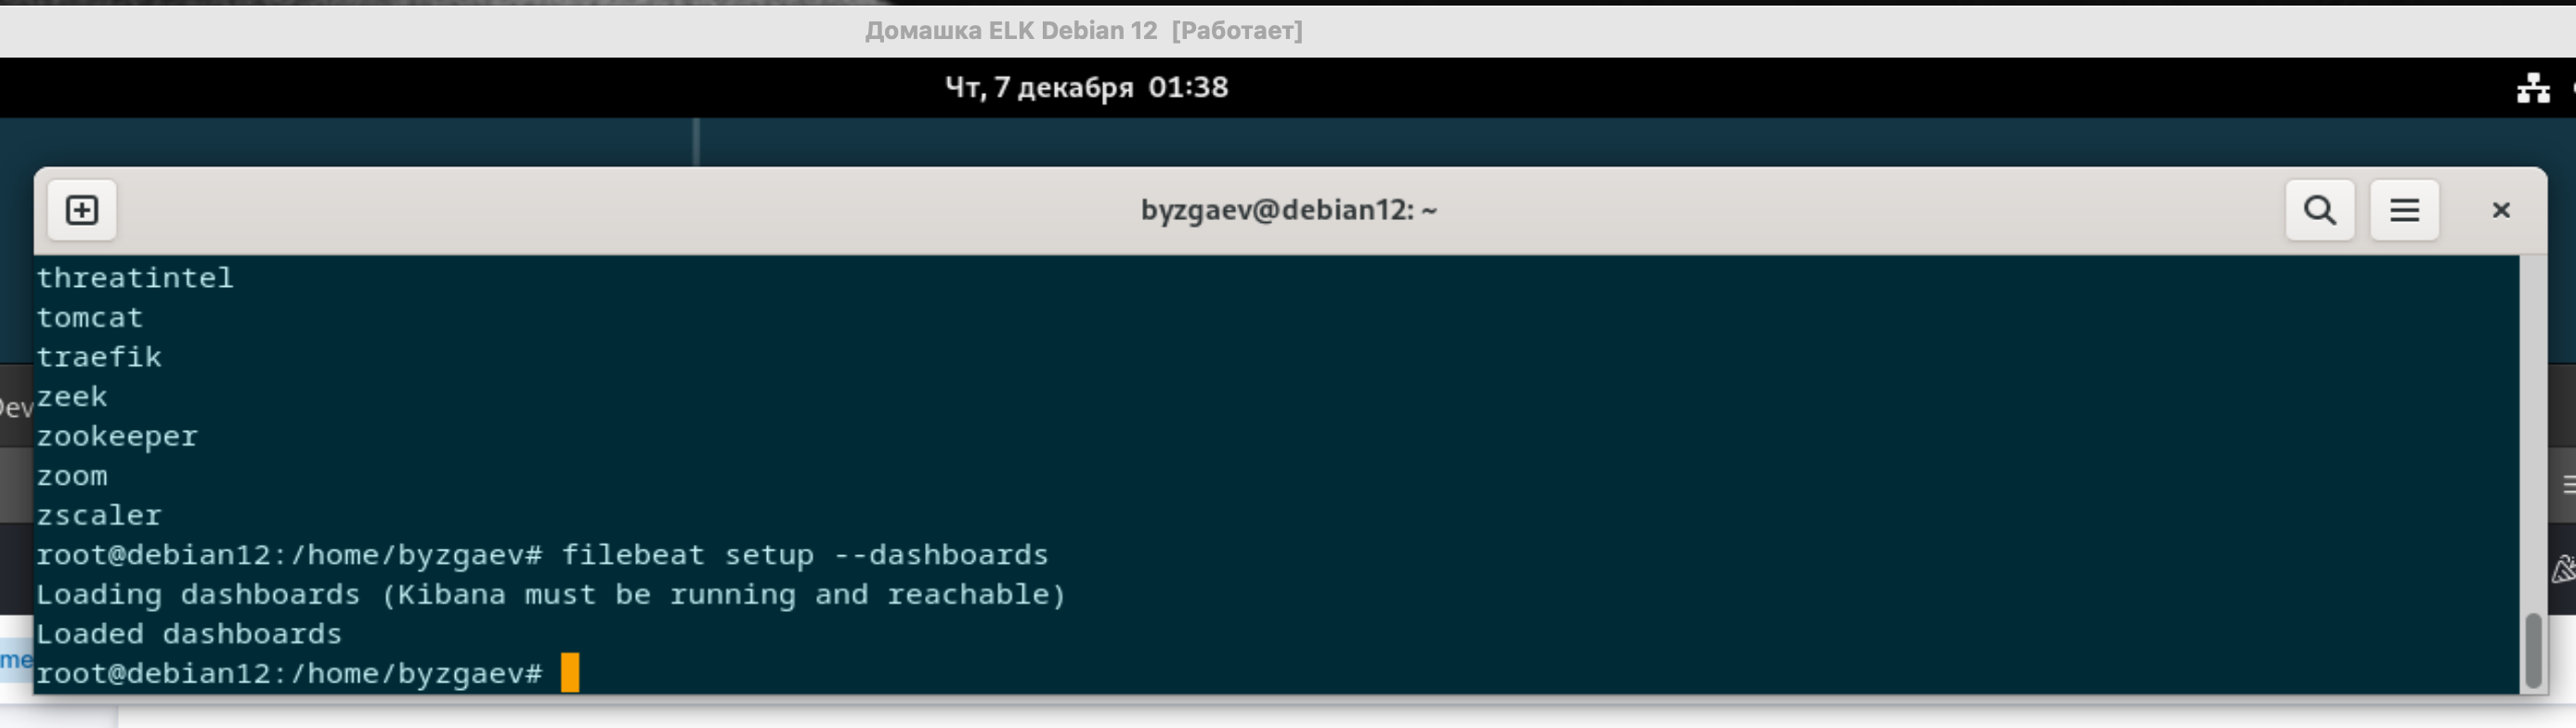 Домашка ELK Debian 12 [Работает]
Чт, 7 декабря 01:38
byzgaev@debian12: ~
threatintel
tomcat
traefik
zeek
zookeeper
zoom
zscaler
root@debian12:/home/byzgaev# filebeat setup --dashboards
Loading dashboards (Kibana must be running and reachable)
Loaded dashboards
root@debian12:/home/byzgaev#